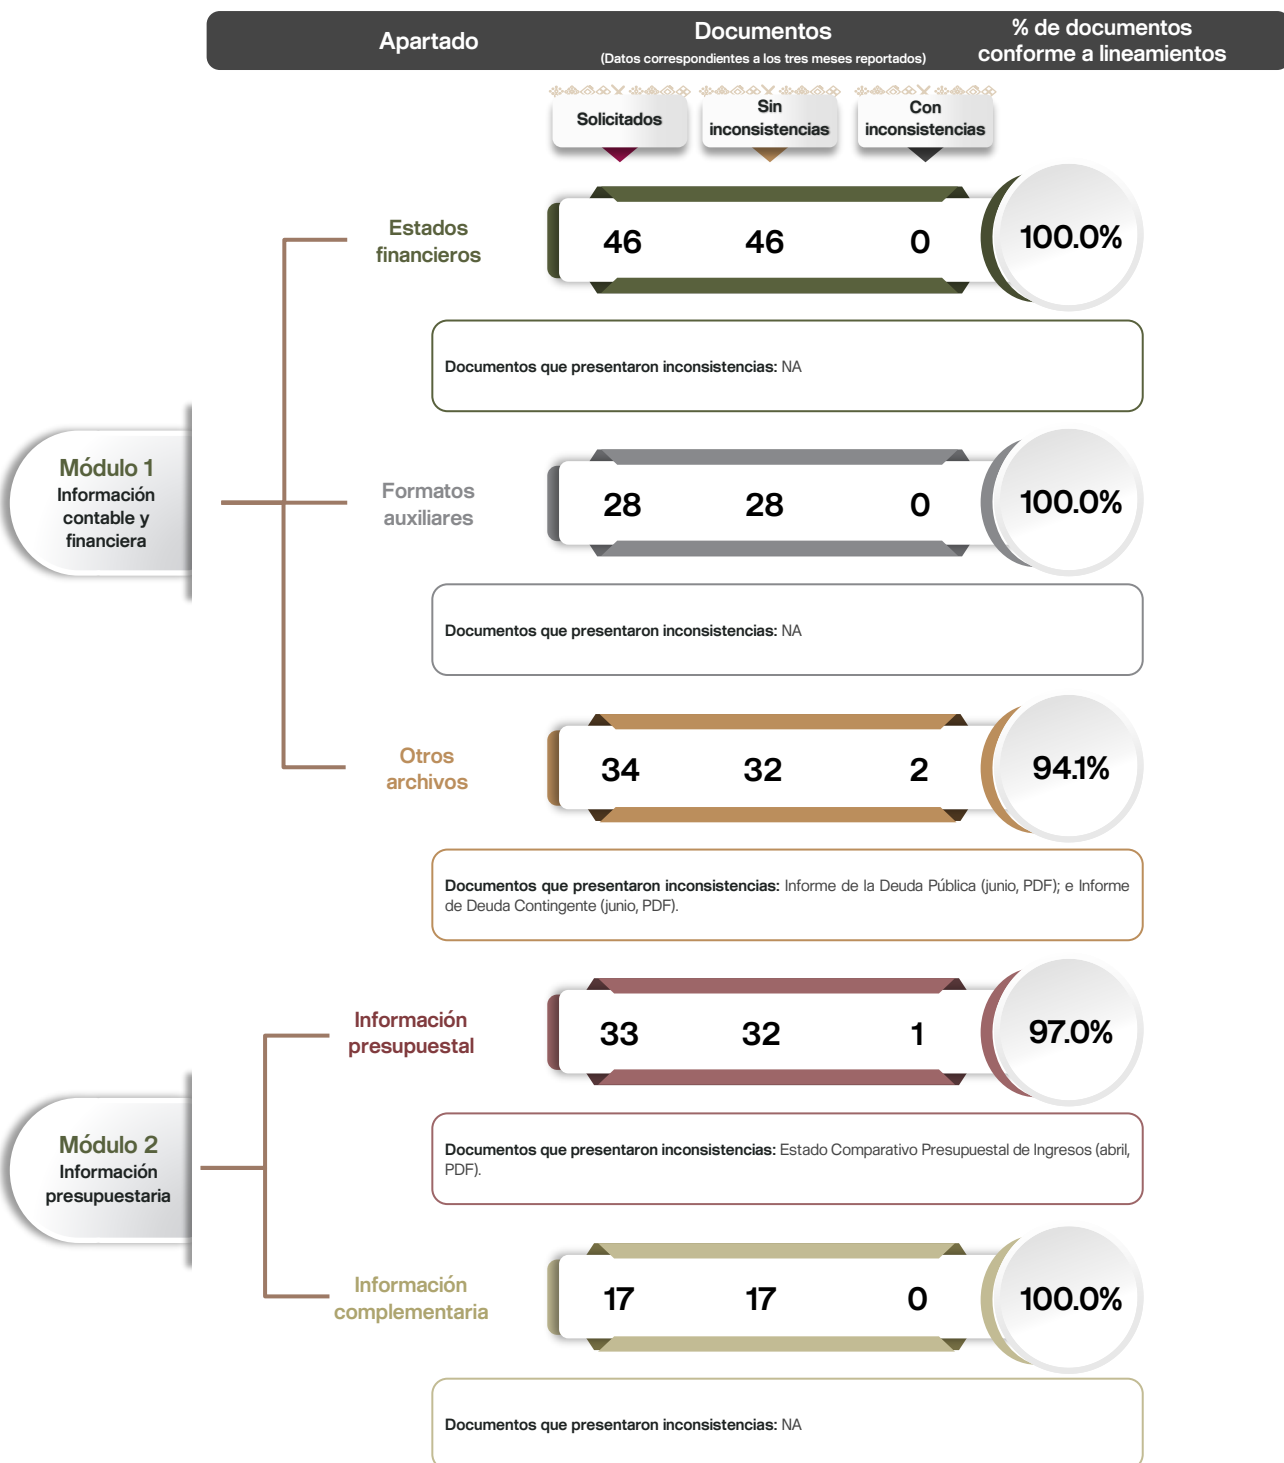 Apartado
Documentos
(Datos correspondientes a los tres meses reportados)
% de documentos
conforme a lineamientos
Solicitados
Sin
inconsistencias
Con
inconsistencias
Módulo 1
Información
contable y
financiera
Estados
financieros
46 46 0 100.0%
Documentos que presentaron inconsistencias: NA
Formatos
auxiliares
28 28 0 100.0%
Documentos que presentaron inconsistencias: NA
Otros
archivos
34 32 2 94.1%
Documentos que presentaron inconsistencias: Informe de la Deuda Pública (junio, PDF); e Informe
de Deuda Contingente (junio, PDF).
Módulo 2
Información
presupuestaria
Información
presupuestal
33 32 1 97.0%
Documentos que presentaron inconsistencias: Estado Comparativo Presupuestal de Ingresos (abril,
PDF).
Información
complementaria
17 17 0 100.0%
Documentos que presentaron inconsistencias: NA